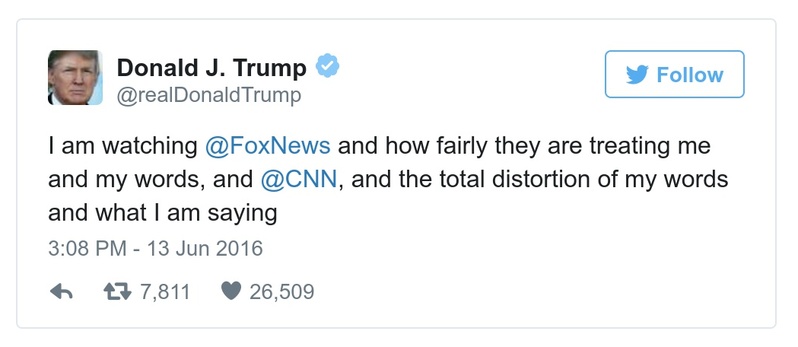 Donald J. Trump
@realDonaldTrump
Follow
I am watching @FoxNews and how fairly they are treating me
and my words, and @CNN, and the total distortion of my words
and what I am saying
3:08 PM - 13 Jun 2016
7,811 26,509